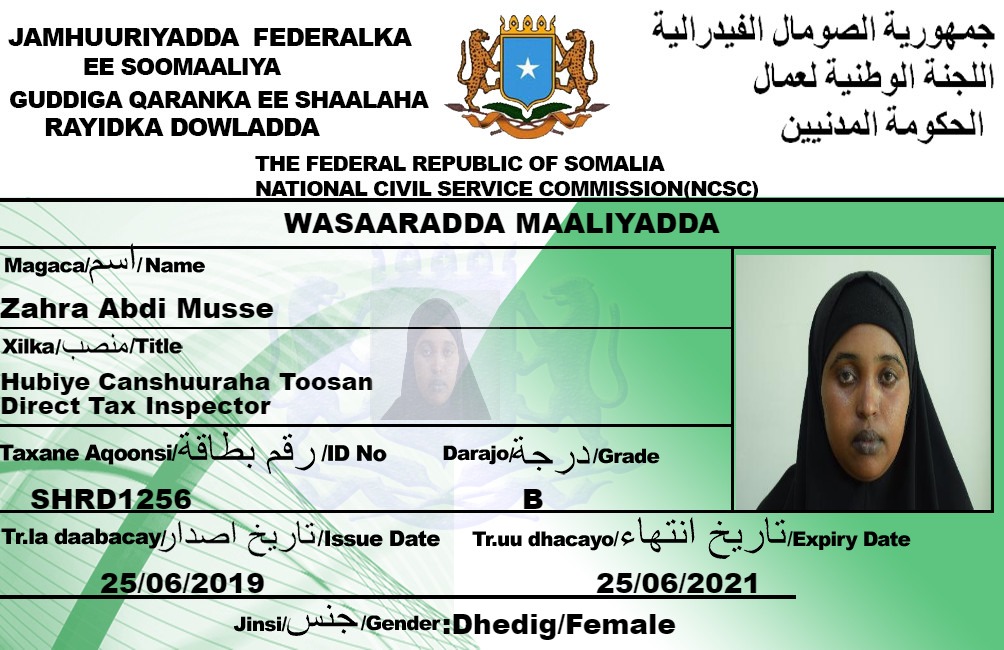 JAMHUURIYADDA FEDERALKA
EE SOOMAALIYA
GUDDIGA QARANKA EE SHAALAHA
RAYIDKA DOWLADDA
جمهورية الصومال الفيدرالية
اللجنة الوطنية لعمال
الحكومة المدنيين
THE FEDERAL REPUBLIC OF SOMALIA
NATIONAL CIVIL SERVICE COMMISSION(NCSC)
WASAARADDA MAALIYADDA
Magaca/اسم/Name
Zahra Abdi Musse
Xilka/منصب/Title
Hubiye Canshuuraha Toosan
Direct Tax Inspector
Taxane Aqoonsi/رقم بطاقة/ID No Darajo/درجة/Grade
SHRD1256 B
Tr.la daabacay/تاريخ اصدار/Issue Date Tr.uu dhacayo/تاريخ انتهاء/Expiry Date
25/06/2019 25/06/2021
Jinsi/جنس/Gender:Dhedig/Female